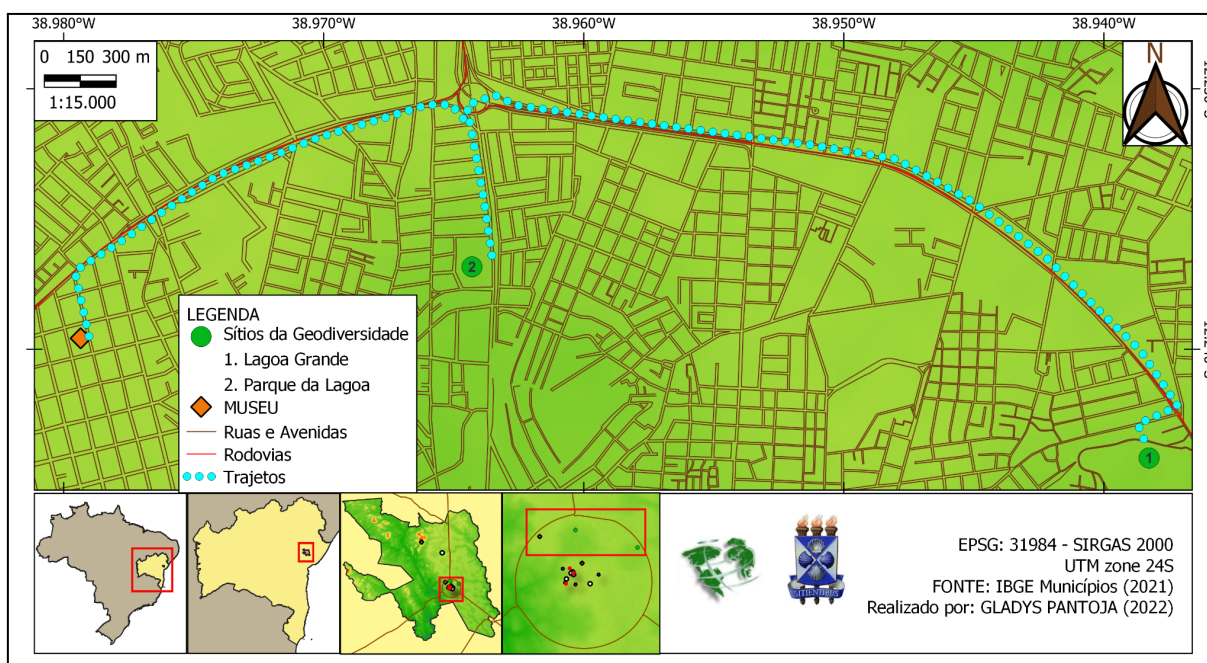 38.980°W 38.970°W 38.960°W 38.950°W 38.940°W
0 150 300 m
1:15.000
N
2
1
LEGENDA
Sítios da Geodiversidade
1. Lagoa Grande
2. Parque da Lagoa
MUSEU
Ruas e Avenidas
Rodovias
Trajetos
SITIENTIBUS
EPSG: 31984 - SIRGAS 2000
UTM zone 24S
FONTE: IBGE Municípios (2021)
Realizado por: GLADYS PANTOJA (2022)